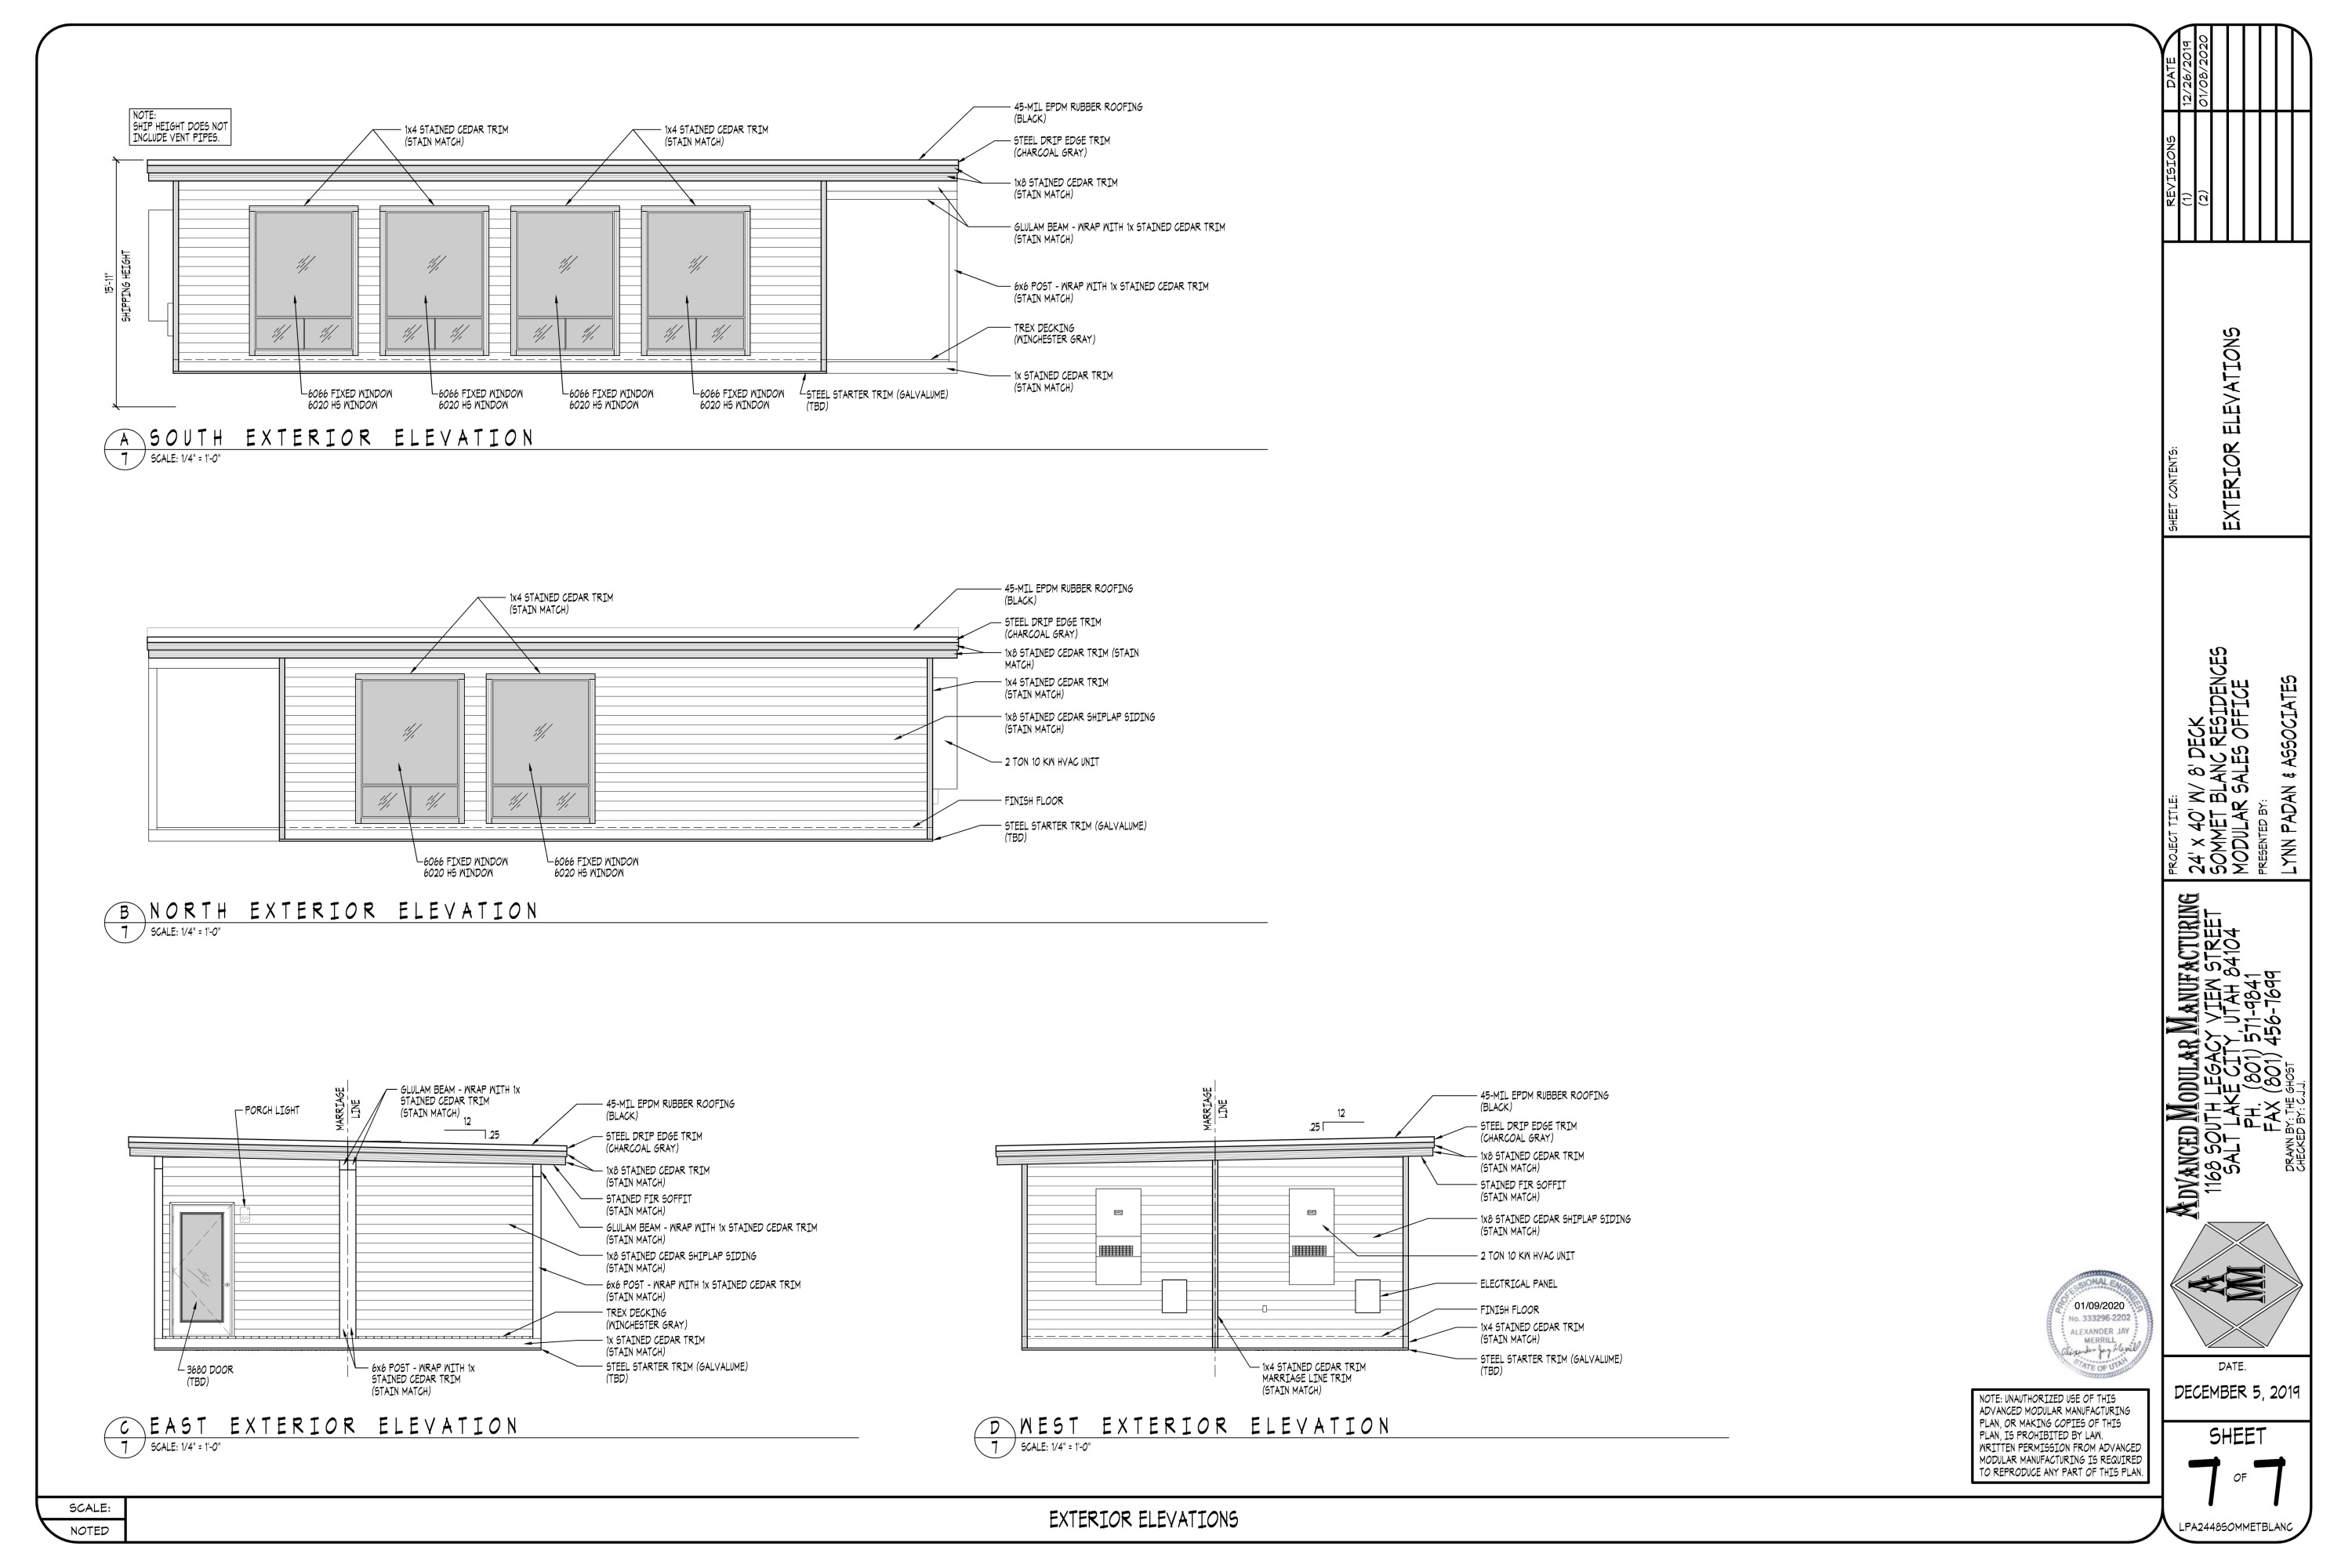 NOTE:
SHIP HEIGHT DOES NOT
INCLUDE VENT PIPES.
1x4 STAINED CEDAR TRIM
(STAIN MATCH)
1x4 STAINED CEDAR TRIM
(STAIN MATCH)
45-MIL EPDM RUBBER ROOFING
(BLACK)
STEEL DRIP EDGE TRIM
(CHARCOAL GRAY)
1x8 STAINED CEDAR TRIM
(STAIN MATCH)
GLULAM BEAM - WRAP WITH 1x STAINED CEDAR TRIM
(STAIN MATCH)
6x6 POST - WRAP WITH 1x STAINED CEDAR TRIM
(STAIN MATCH)
TREX DECKING
(WINCHESTER GRAY)
1x STAINED CEDAR TRIM
(STAIN MATCH)
15'-11"
SHIPPING HEIGHT
6066 FIXED WINDOW
6020 HS WINDOW
6066 FIXED WINDOW
6020 HS WINDOW
6066 FIXED WINDOW
6020 HS WINDOW
6066 FIXED WINDOW
6020 HS WINDOW
STEEL STARTER TRIM (GALVALUME)
(TBD)
A
7
SOUTH EXTERIOR ELEVATION
SCALE: 1/4" = 1'-0"
1x4 STAINED CEDAR TRIM
(STAIN MATCH)
45-MIL EPDM RUBBER ROOFING
(BLACK)
STEEL DRIP EDGE TRIM
(CHARCOAL GRAY)
1x8 STAINED CEDAR TRIM (STAIN
MATCH)
1x4 STAINED CEDAR TRIM
(STAIN MATCH)
1x8 STAINED CEDAR SHIPLAP SIDING
(STAIN MATCH)
2 TON 10 KW HVAC UNIT
FINISH FLOOR
STEEL STARTER TRIM (GALVALUME)
(TBD)
6066 FIXED WINDOW
6020 HS WINDOW
6066 FIXED WINDOW
6020 HS WINDOW
B
7
NORTH EXTERIOR ELEVATION
SCALE: 1/4" = 1'-0"
PORCH LIGHT
MARRIAGE
LINE
GLULAM BEAM - WRAP WITH 1x
STAINED CEDAR TRIM
(STAIN MATCH)
12
.25
45-MIL EPDM RUBBER ROOFING
(BLACK)
STEEL DRIP EDGE TRIM
(CHARCOAL GRAY)
1x8 STAINED CEDAR TRIM
(STAIN MATCH)
STAINED FIR SOFFIT
(STAIN MATCH)
GLULAM BEAM - WRAP WITH 1x STAINED CEDAR TRIM
(STAIN MATCH)
1x8 STAINED CEDAR SHIPLAP SIDING
(STAIN MATCH)
6x6 POST - WRAP WITH 1x STAINED CEDAR TRIM
(STAIN MATCH)
TREX DECKING
(WINCHESTER GRAY)
1x STAINED CEDAR TRIM
(STAIN MATCH)
STEEL STARTER TRIM (GALVALUME)
(TBD)
3680 DOOR
(TBD)
6x6 POST - WRAP WITH 1x
STAINED CEDAR TRIM
(STAIN MATCH)
C
7
EAST EXTERIOR ELEVATION
SCALE: 1/4" = 1'-0"
MARRIAGE
LINE
12
.25
45-MIL EPDM RUBBER ROOFING
(BLACK)
STEEL DRIP EDGE TRIM
(CHARCOAL GRAY)
1x8 STAINED CEDAR TRIM
(STAIN MATCH)
STAINED FIR SOFFIT
(STAIN MATCH)
1x8 STAINED CEDAR SHIPLAP SIDING
(STAIN MATCH)
2 TON 10 KW HVAC UNIT
ELECTRICAL PANEL
FINISH FLOOR
1x4 STAINED CEDAR TRIM
(STAIN MATCH)
STEEL STARTER TRIM (GALVALUME)
(TBD)
1x4 STAINED CEDAR TRIM
MARRIAGE LINE TRIM
(STAIN MATCH)
D
7
WEST EXTERIOR ELEVATION
SCALE: 1/4" = 1'-0"
PROFESSIONAL ENGINEER
01/09/2020
No. 333296-2202
ALEXANDER JAY
MERRILL
STATE OF UTAH
NOTE: UNAUTHORIZED USE OF THIS
ADVANCED MODULAR MANUFACTURING
PLAN, OR MAKING COPIES OF THIS
PLAN, IS PROHIBITED BY LAW.
WRITTEN PERMISSION FROM ADVANCED
MODULAR MANUFACTURING IS REQUIRED
TO REPRODUCE ANY PART OF THIS PLAN.
SCALE:
NOTED
EXTERIOR ELEVATIONS
REVISIONS DATE
(1) 12/26/2019
(2) 01/08/2020
SHEET CONTENTS:
EXTERIOR ELEVATIONS
PROJECT TITLE:
24' x 40' W/ 8' DECK
SOMMET BLANC RESIDENCES
MODULAR SALES OFFICE
PRESENTED BY:
LYNN PADAN & ASSOCIATES
ADVANCED MODULAR MANUFACTURING
1168 SOUTH LEGACY VIEW STREET
SALT LAKE CITY, UTAH 84104
PH. (801) 571-9841
FAX (801) 456-7699
DRAWN BY: THE GHOST
CHECKED BY: C.J.J.
AMM
DATE.
DECEMBER 5, 2019
SHEET
7 OF 7
LPA2448SOMMETBLANC